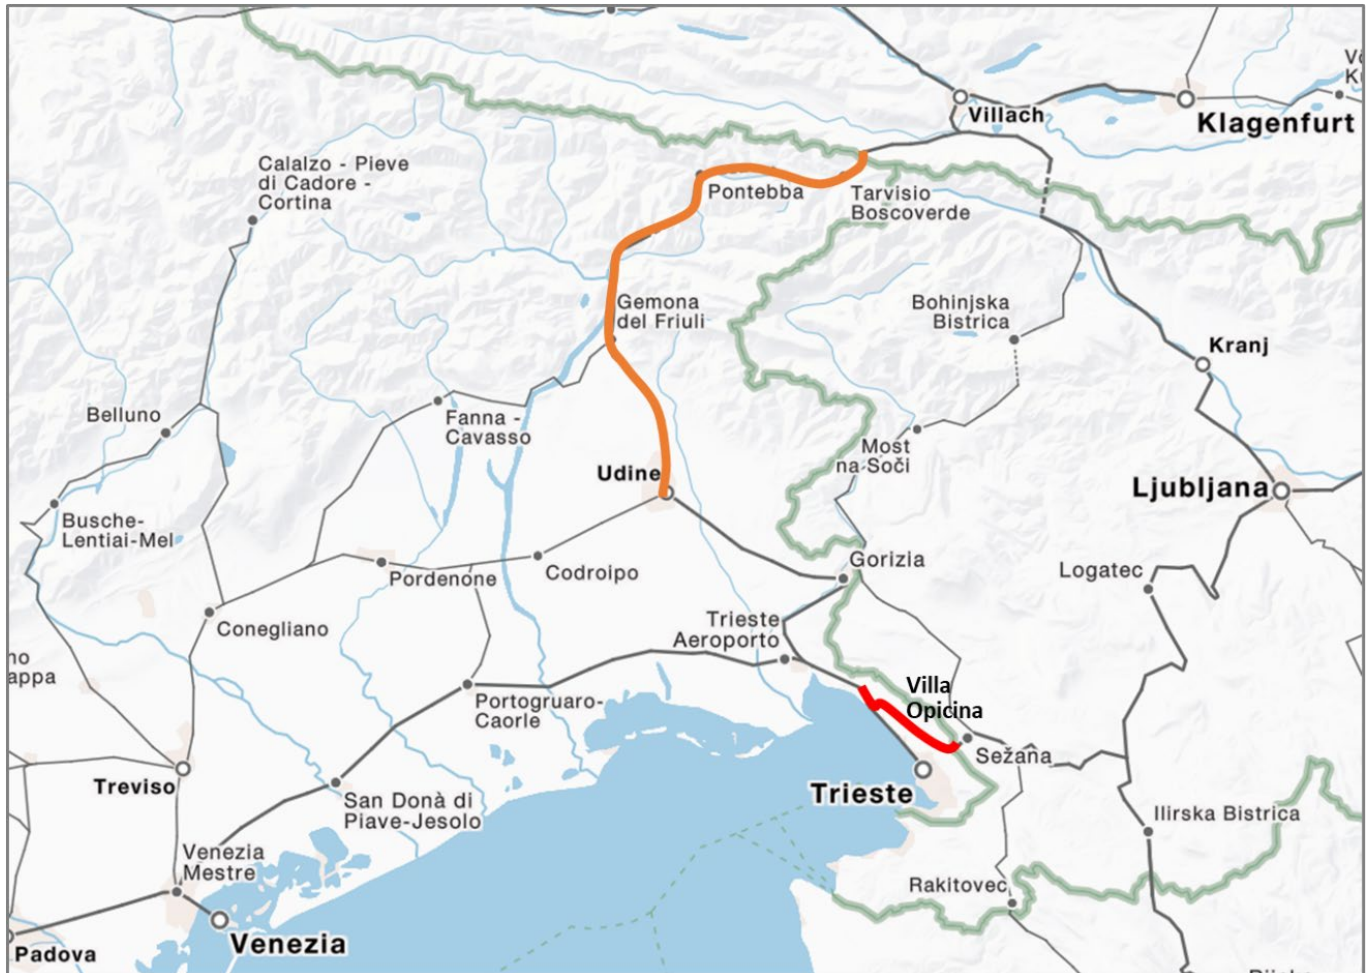 Villach
Klagenfurt
Calalzo - Pieve
di Cadore -
Cortina
Pontebba
Tarvisio
Boscoverde
Gemona
del Friuli
Bohinjska
Bistrica
Kranj
Belluno
Fanna -
Cavasso
Most
na Soči
Udine
Ljubljana
Busche-
Lentiai-Mel
Pordenone
Codroipo
Gorizia
Logatec
Conegliano
Trieste
Aeroporto
appa
Portogruaro-
Caorle
Villa
Opicina
Sežana
Treviso
San Donà di
Piave-Jesolo
Trieste
Ilirska Bistrica
Venezia
Mestre
Rakitovec
Venezia
Padova